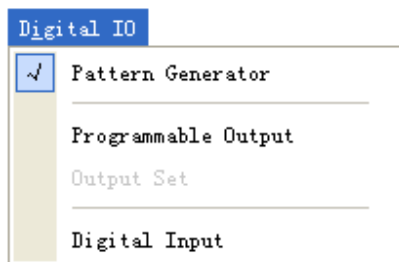 Digital IO
Pattern Generator
Programmable Output
Output Set
Digital Input